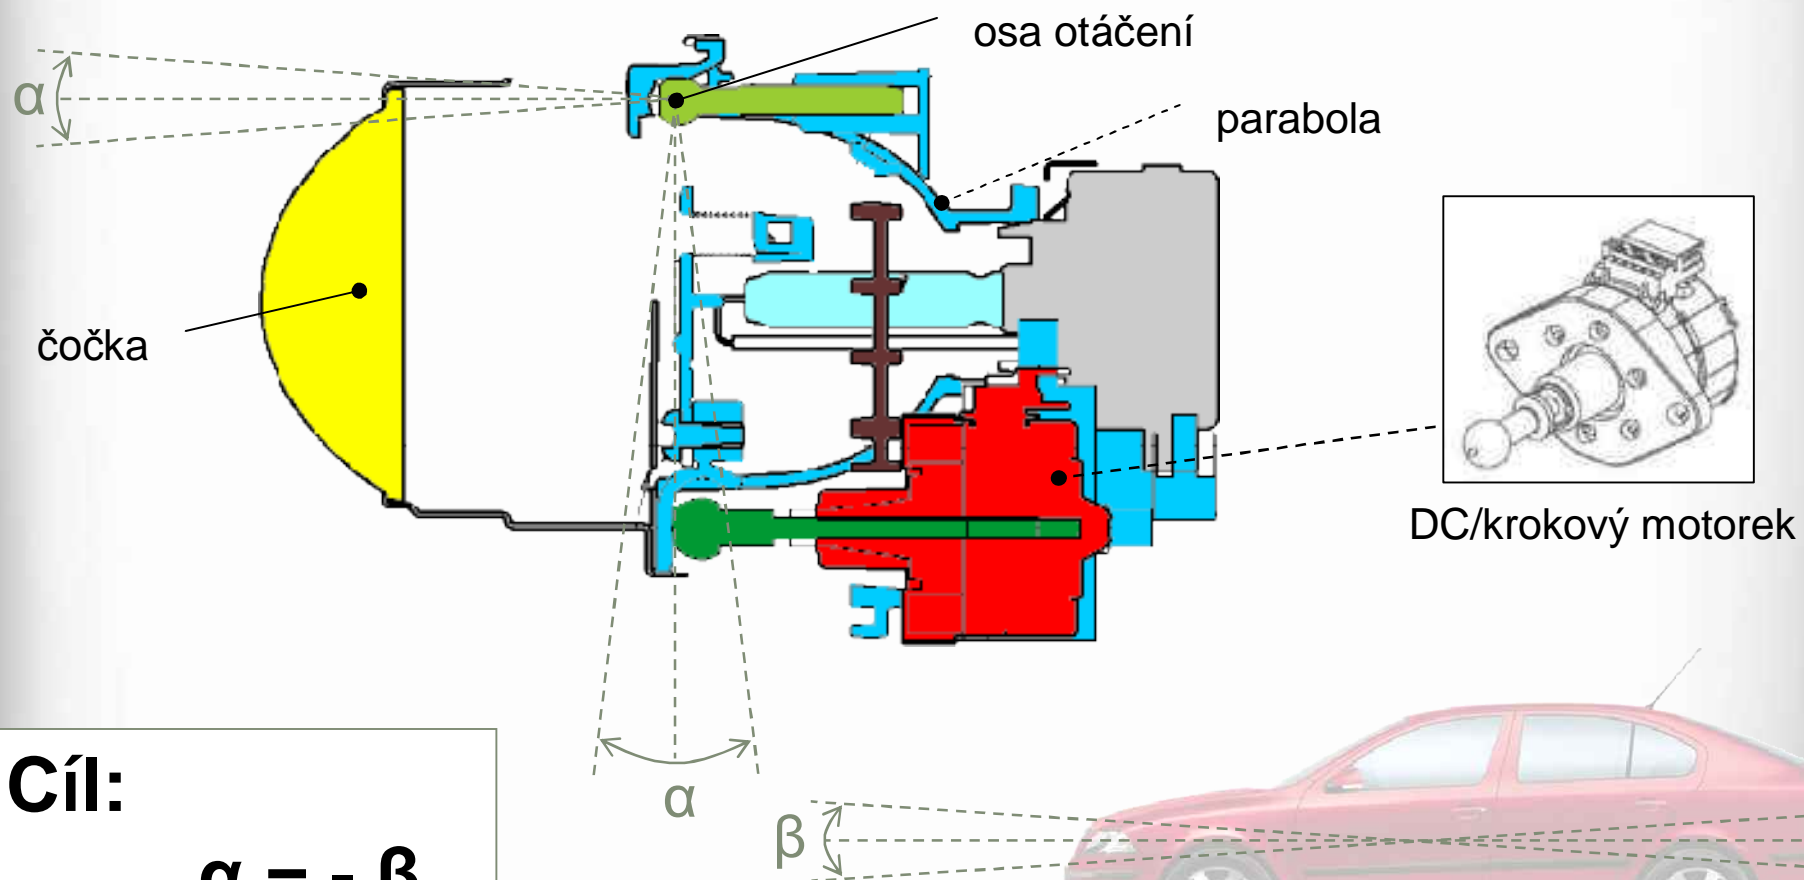 osa otáčení
α
parabola
čočka
DC/krokový motorek
Cíl:
α
β
α = - β